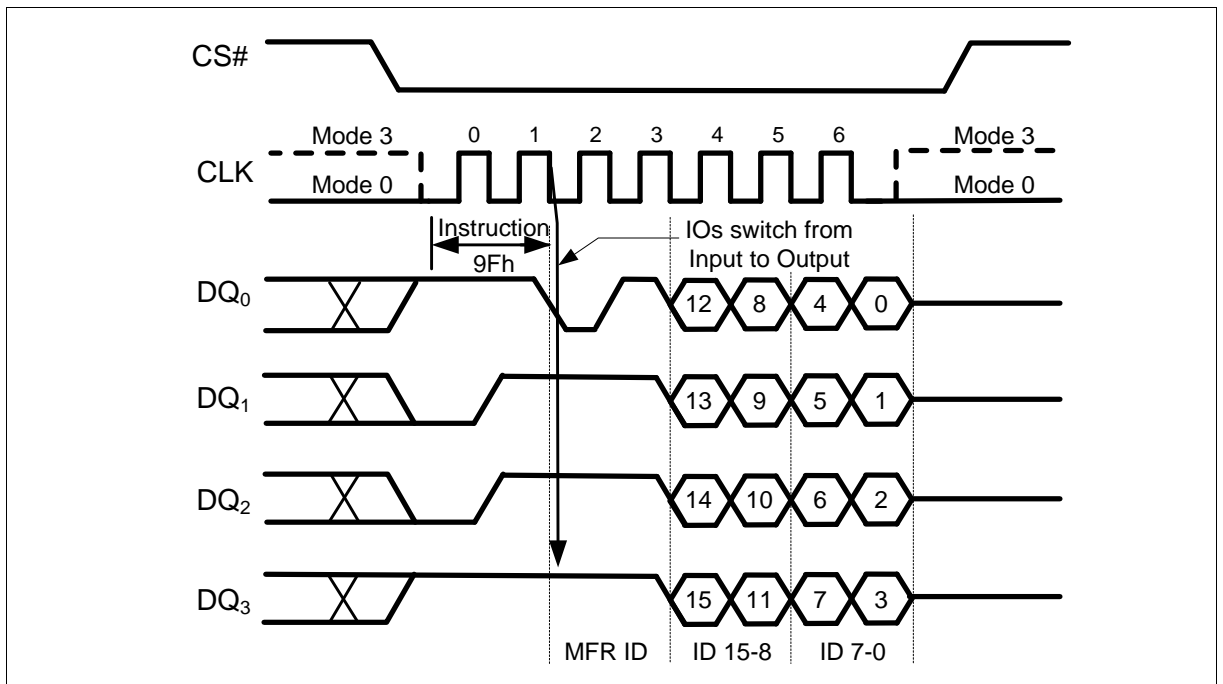 CS#
Mode 3 0 1 2 3 4 5 6 Mode 3
CLK
Mode 0 Mode 0
Instruction IOs switch from
9Fh Input to Output
DQ0 12 8 4 0
DQ1 13 9 5 1
DQ2 14 10 6 2
DQ3 15 11 7 3
MFR ID ID 15-8 ID 7-0